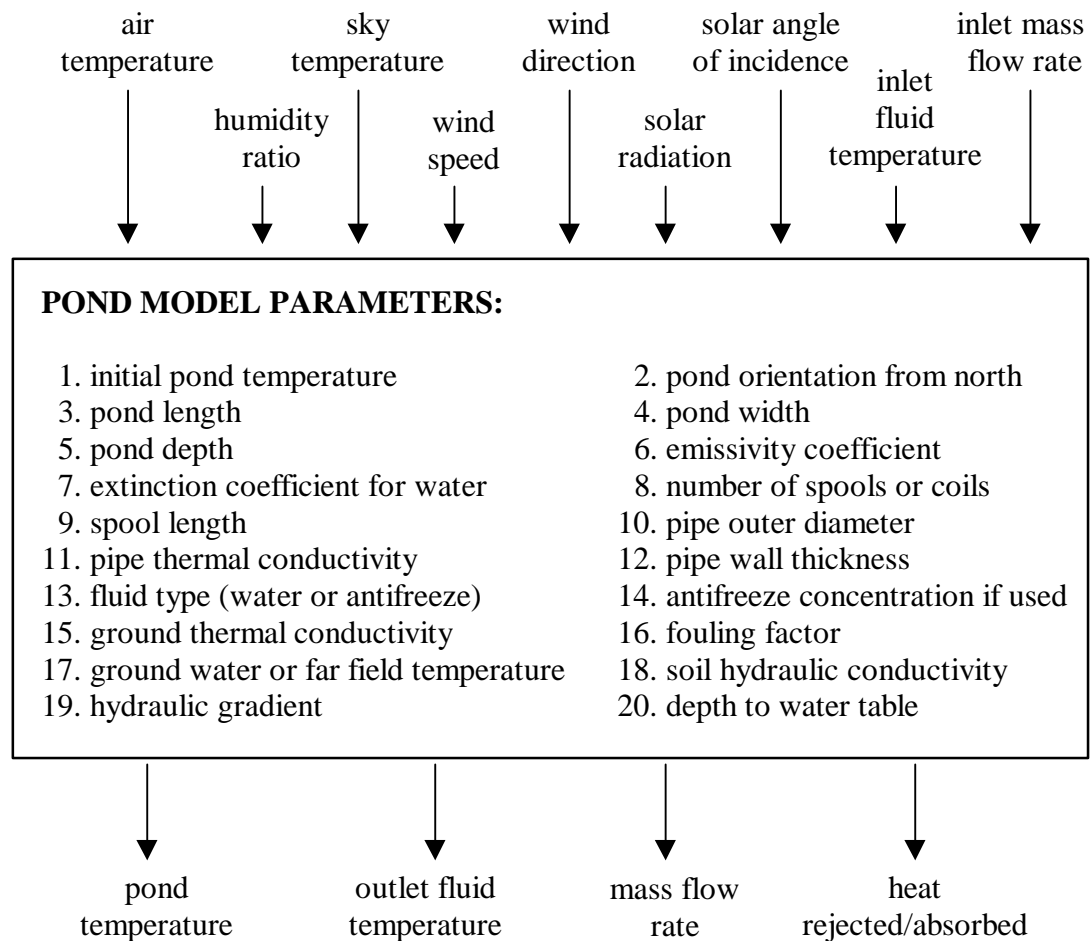 air
temperature
sky
temperature
wind
direction
solar angle
of incidence
inlet mass
flow rate
humidity
ratio
wind
speed
solar
radiation
inlet
fluid
temperature
POND MODEL PARAMETERS:
1. initial pond temperature
2. pond orientation from north
3. pond length
4. pond width
5. pond depth
6. emissivity coefficient
7. extinction coefficient for water
8. number of spools or coils
9. spool length
10. pipe outer diameter
11. pipe thermal conductivity
12. pipe wall thickness
13. fluid type (water or antifreeze)
14. antifreeze concentration if used
15. ground thermal conductivity
16. fouling factor
17. ground water or far field temperature
18. soil hydraulic conductivity
19. hydraulic gradient
20. depth to water table
pond
temperature
outlet fluid
temperature
mass flow
rate
heat
rejected/absorbed